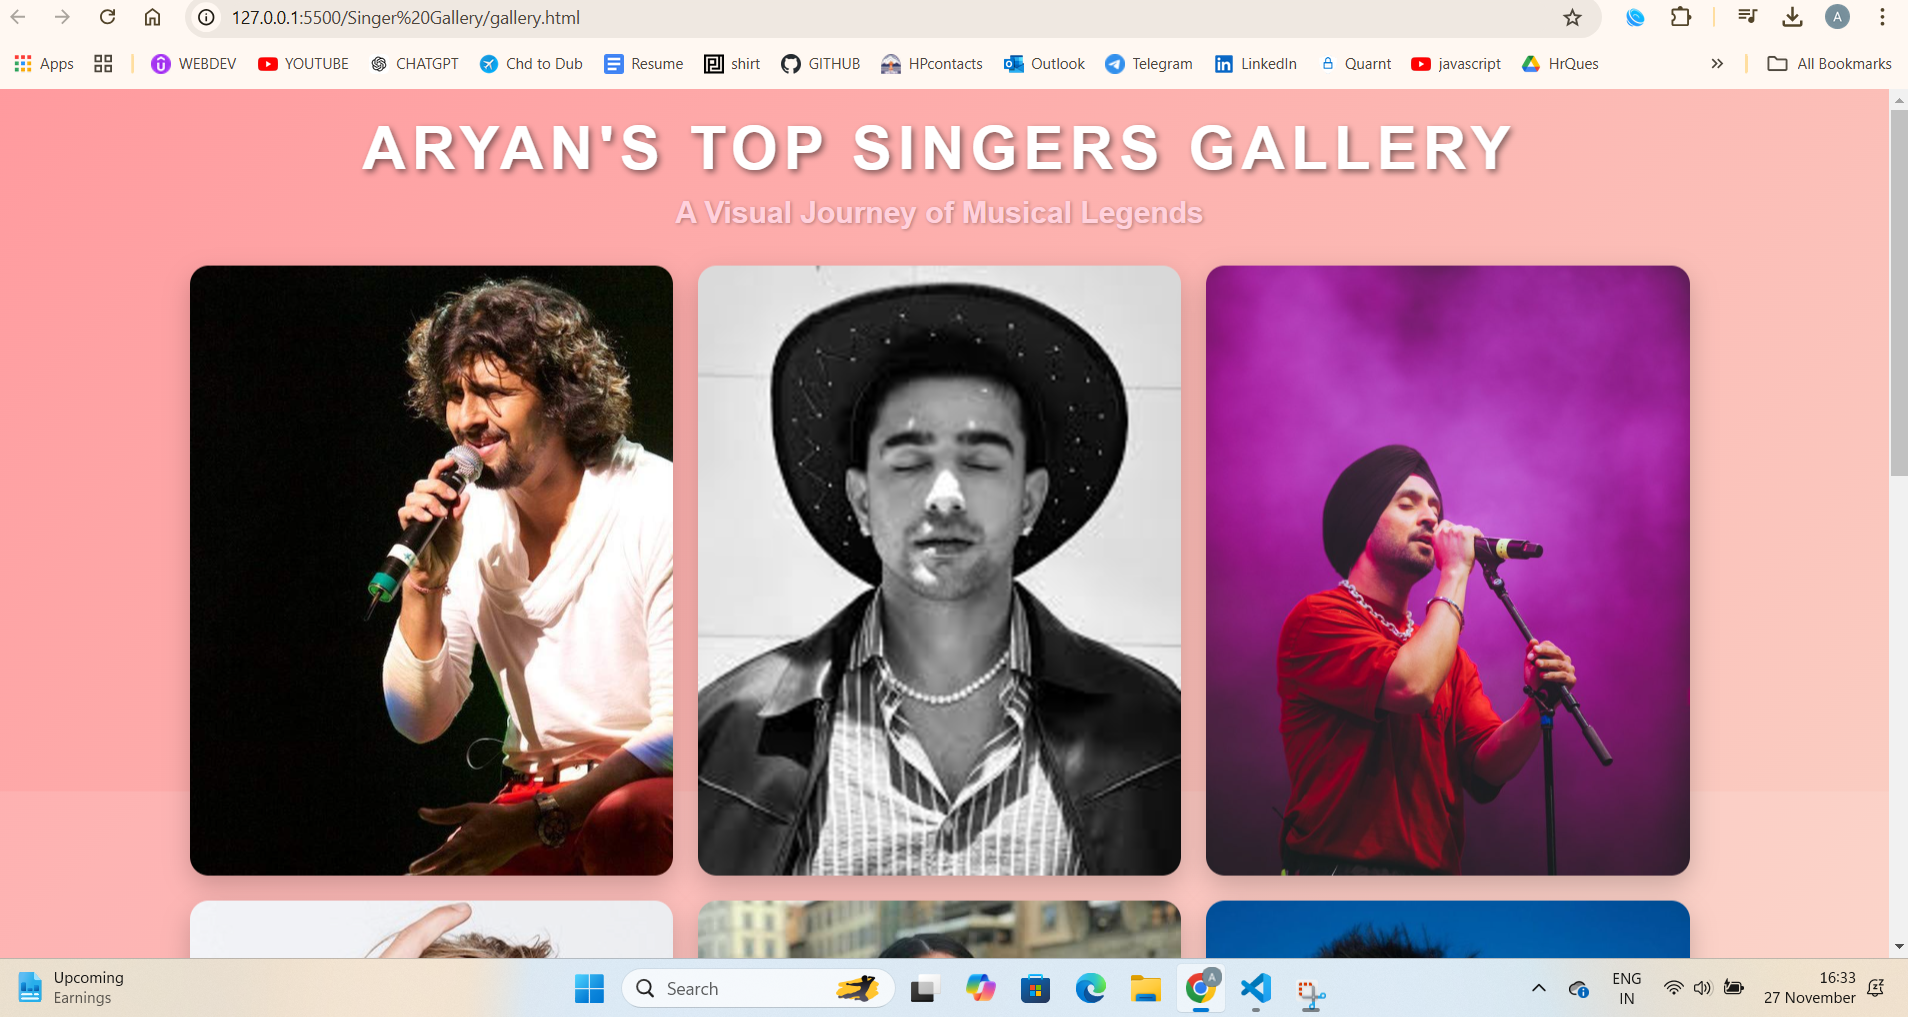 127.0.0.1:5500/Singer%20Gallery/gallery.html
A
Apps
WEBDEV
YOUTUBE
CHATGPT
Chd to Dub
Resume
shirt
GITHUB
HPcontacts
Outlook
Telegram
LinkedIn
Quarnt
javascript
HrQues
All Bookmarks
ARYAN'S TOP SINGERS GALLERY
A Visual Journey of Musical Legends
Upcoming
Earnings
Search
A
ENG
IN
16:33
27 November